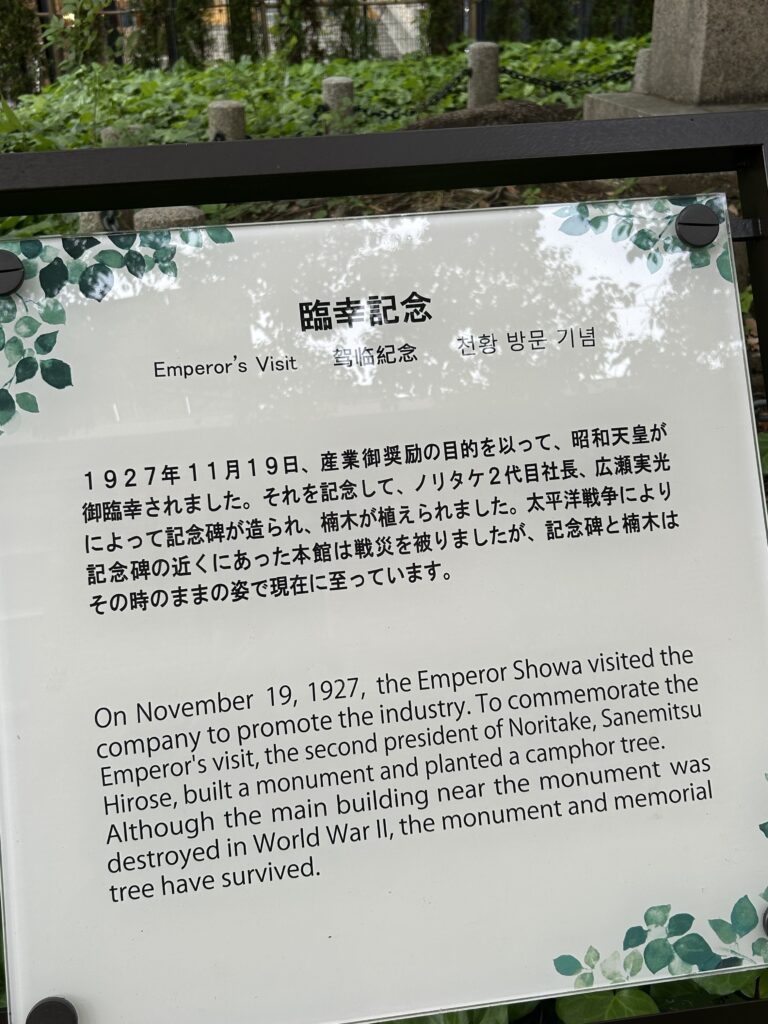 臨幸記念
Emperor's Visit 驾临紀念 천황 방문 기념
１９２７年１１月１９日、産業御奨励の目的を以って、昭和天皇が
御臨幸されました。それを記念して、ノリタケ２代目社長、広瀬実光
によって記念碑が造られ、楠木が植えられました。太平洋戦争により
記念碑の近くにあった本館は戦災を被りましたが、記念碑と楠木は
その時のままの姿で現在に至っています。
On November 19, 1927, the Emperor Showa visited the
company to promote the industry. To commemorate the
Emperor's visit, the second president of Noritake, Sanemitsu
Hirose, built a monument and planted a camphor tree.
Although the main building near the monument was
destroyed in World War II, the monument and memorial
tree have survived.